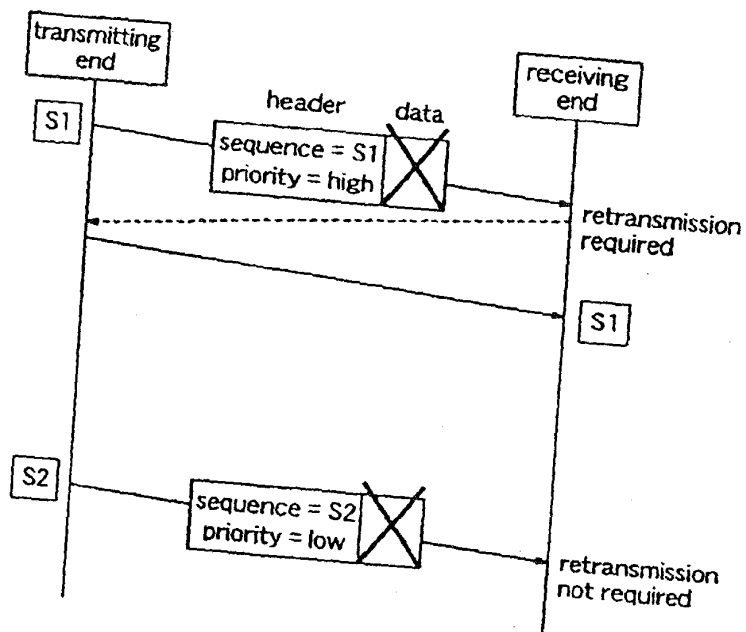 transmitting
end
receiving
end
header
data
S1
sequence = S1
priority = high
retransmission
required
S1
S2
sequence = S2
priority = low
retransmission
not required